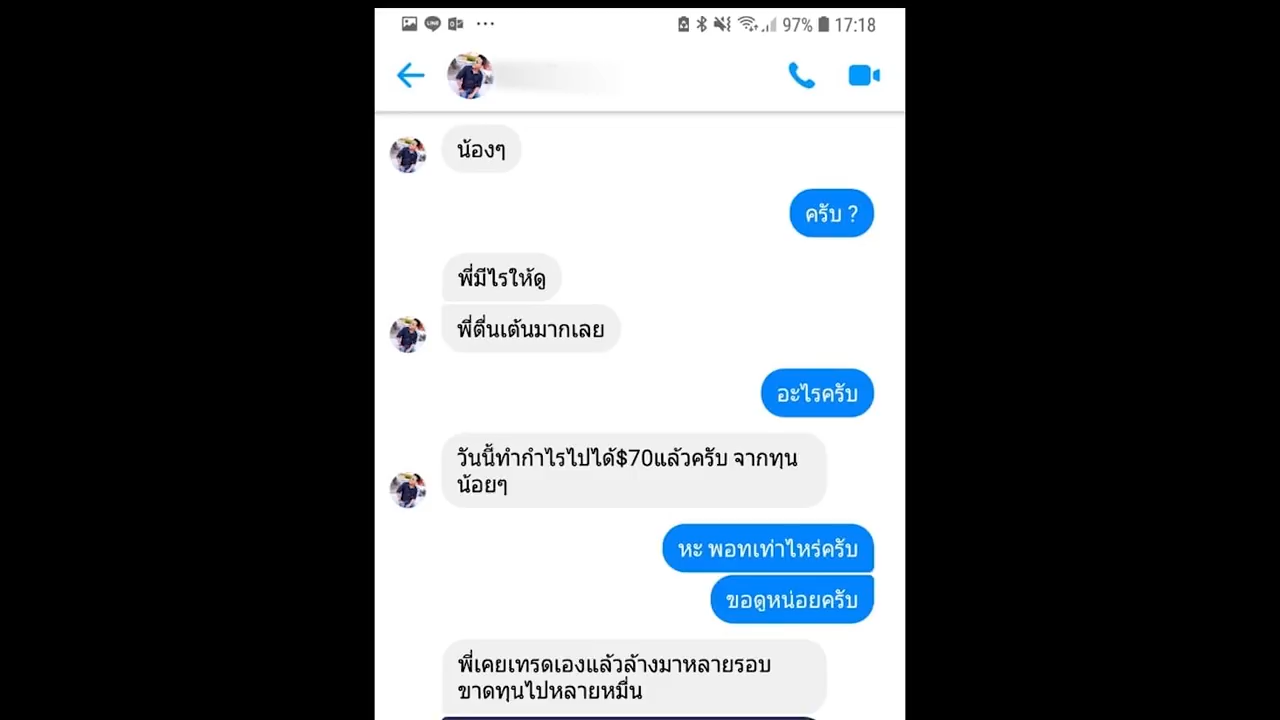 97% 17:18
น้องๆ
ครับ ?
พี่มีไรให้ดู
พี่ตื่นเต้นมากเลย
อะไรครับ
วันนี้ทำกำไรไปได้$70แล้วครับ จากทุน
น้อยๆ
หะ พอทเท่าไหร่ครับ
ขอดูหน่อยครับ
พี่เคยเทรดเองแล้วล้างมาหลายรอบ
ขาดทุนไปหลายหมื่น